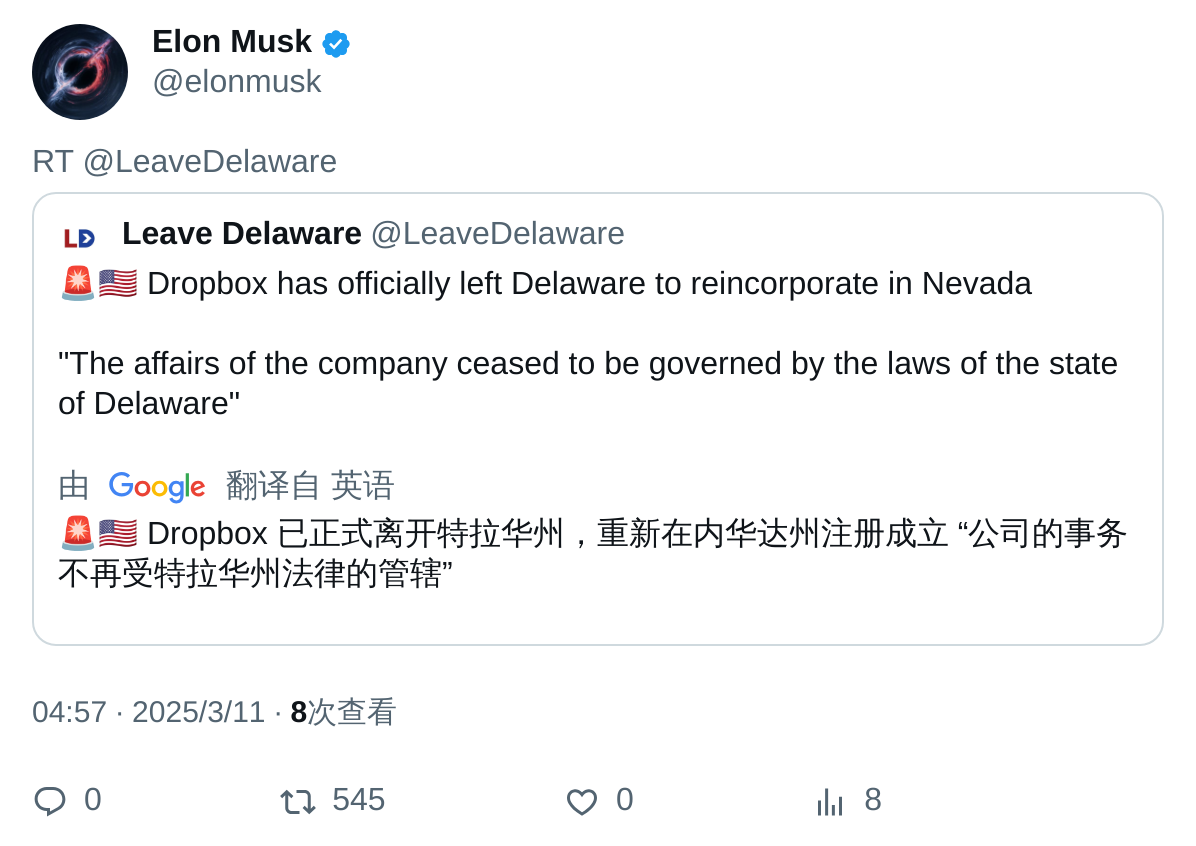 Elon Musk
@elonmusk
RT @LeaveDelaware
LD Leave Delaware @LeaveDelaware
🚨🇺🇸 Dropbox has officially left Delaware to reincorporate in Nevada
"The affairs of the company ceased to be governed by the laws of the state
of Delaware"
由 Google 翻译自 英语
🚨🇺🇸 Dropbox 已正式离开特拉华州，重新在内华达州注册成立 “公司的事务
不再受特拉华州法律的管辖”
04:57 · 2025/3/11 · 8次查看
0 545 0 8